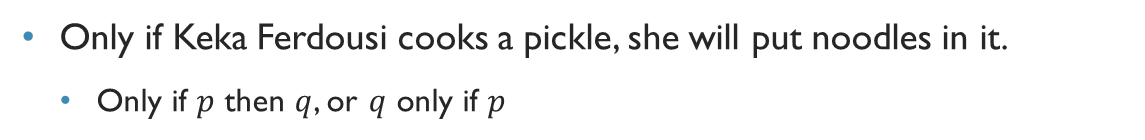 • Only if Keka Ferdousi cooks a pickle, she will put noodles in it.
• Only if p then q, or q only if p